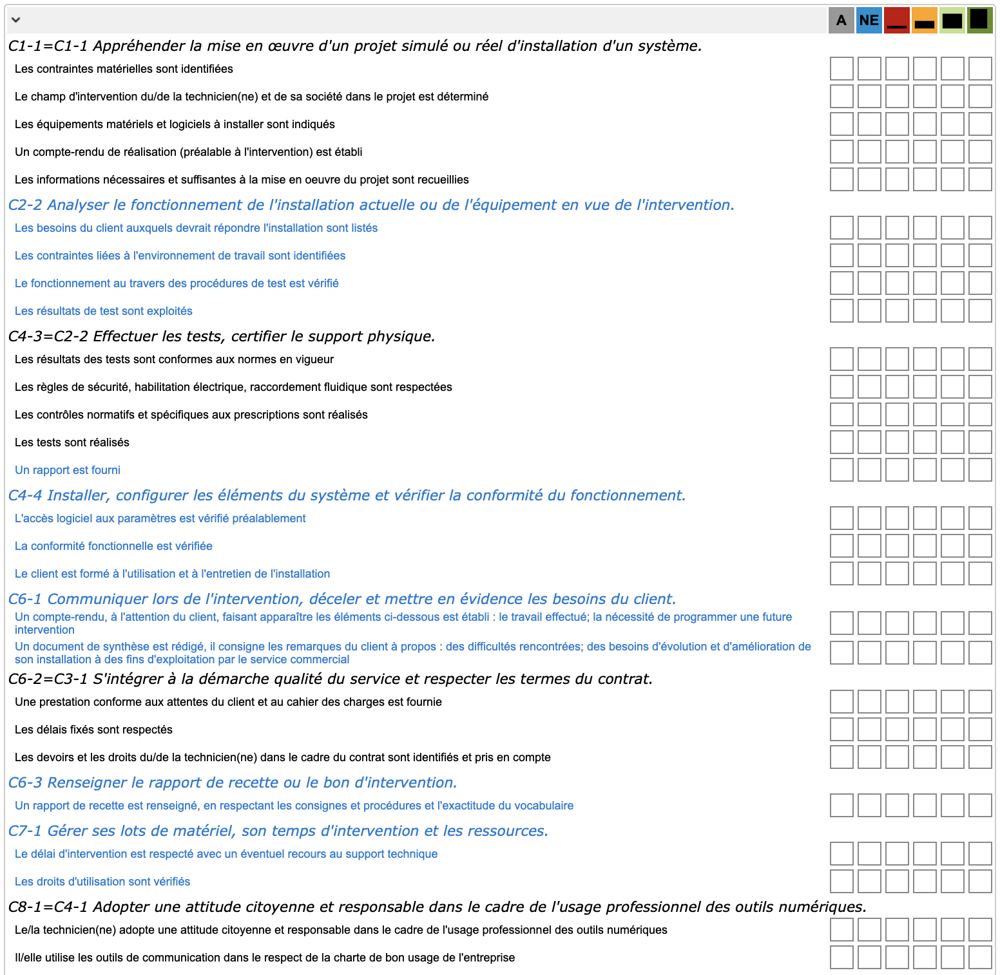 A NE
C1-1=C1-1 Appréhender la mise en œuvre d'un projet simulé ou réel d'installation d'un système.
Les contraintes matérielles sont identifiées
Le champ d'intervention du/de la technicien(ne) et de sa société dans le projet est déterminé
Les équipements matériels et logiciels à installer sont indiqués
Un compte-rendu de réalisation (préalable à l'intervention) est établi
Les informations nécessaires et suffisantes à la mise en oeuvre du projet sont recueillies
C2-2 Analyser le fonctionnement de l'installation actuelle ou de l'équipement en vue de l'intervention.
Les besoins du client auxquels devrait répondre l'installation sont listés
Les contraintes liées à l'environnement de travail sont identifiées
Le fonctionnement au travers des procédures de test est vérifié
Les résultats de test sont exploités
C4-3=C2-2 Effectuer les tests, certifier le support physique.
Les résultats des tests sont conformes aux normes en vigueur
Les règles de sécurité, habilitation électrique, raccordement fluidique sont respectées
Les contrôles normatifs et spécifiques aux prescriptions sont réalisés
Les tests sont réalisés
Un rapport est fourni
C4-4 Installer, configurer les éléments du système et vérifier la conformité du fonctionnement.
L'accès logiciel aux paramètres est vérifié préalablement
La conformité fonctionnelle est vérifiée
Le client est formé à l'utilisation et à l'entretien de l'installation
C6-1 Communiquer lors de l'intervention, déceler et mettre en évidence les besoins du client.
Un compte-rendu, à l'attention du client, faisant apparaître les éléments ci-dessous est établi : le travail effectué; la nécessité de programmer une future
intervention
Un document de synthèse est rédigé, il consigne les remarques du client à propos : des difficultés rencontrées; des besoins d'évolution et d'amélioration de
son installation à des fins d'exploitation par le service commercial
C6-2=C3-1 S'intégrer à la démarche qualité du service et respecter les termes du contrat.
Une prestation conforme aux attentes du client et au cahier des charges est fournie
Les délais fixés sont respectés
Les devoirs et les droits du/de la technicien(ne) dans le cadre du contrat sont identifiés et pris en compte
C6-3 Renseigner le rapport de recette ou le bon d'intervention.
Un rapport de recette est renseigné, en respectant les consignes et procédures et l'exactitude du vocabulaire
C7-1 Gérer ses lots de matériel, son temps d'intervention et les ressources.
Le délai d'intervention est respecté avec un éventuel recours au support technique
Les droits d'utilisation sont vérifiés
C8-1=C4-1 Adopter une attitude citoyenne et responsable dans le cadre de l'usage professionnel des outils numériques.
Le/la technicien(ne) adopte une attitude citoyenne et responsable dans le cadre de l'usage professionnel des outils numériques
Il/elle utilise les outils de communication dans le respect de la charte de bon usage de l'entreprise